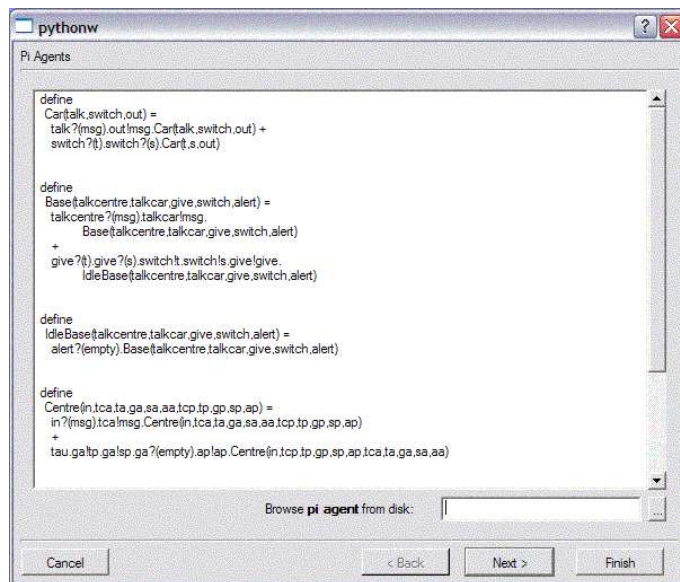 pythonw
Pi Agents
define
Car(talk,switch,out) =
talk?(msg).out!msg.Car(talk,switch,out) +
switch?(t).switch?(s).Car(t,s,out)
define
Base(talkcentre,talkcar,give,switch,alert) =
talkcentre?(msg).talkcar!msg.
Base(talkcentre,talkcar,give,switch,alert)
+
give?(t).give?(s).switch!t.switch!s.give!give.
IdleBase(talkcentre,talkcar,give,switch,alert)
define
IdleBase(talkcentre,talkcar,give,switch,alert) =
alert?(empty).Base(talkcentre,talkcar,give,switch,alert)
define
Centre(in,tca,ta,ga,sa,aa,tcp,tp,gp,sp,ap) =
in?(msg).tca!msg.Centre(in,tca,ta,ga,sa,aa,tcp,tp,gp,sp,ap)
+
tau.ga!tp.ga!sp.ga?(empty).ap!ap.Centre(in,tcp,tp,gp,sp,ap,tca,ta,ga,sa,aa)
Browse pi agent from disk: ...
Cancel < Back Next > Finish